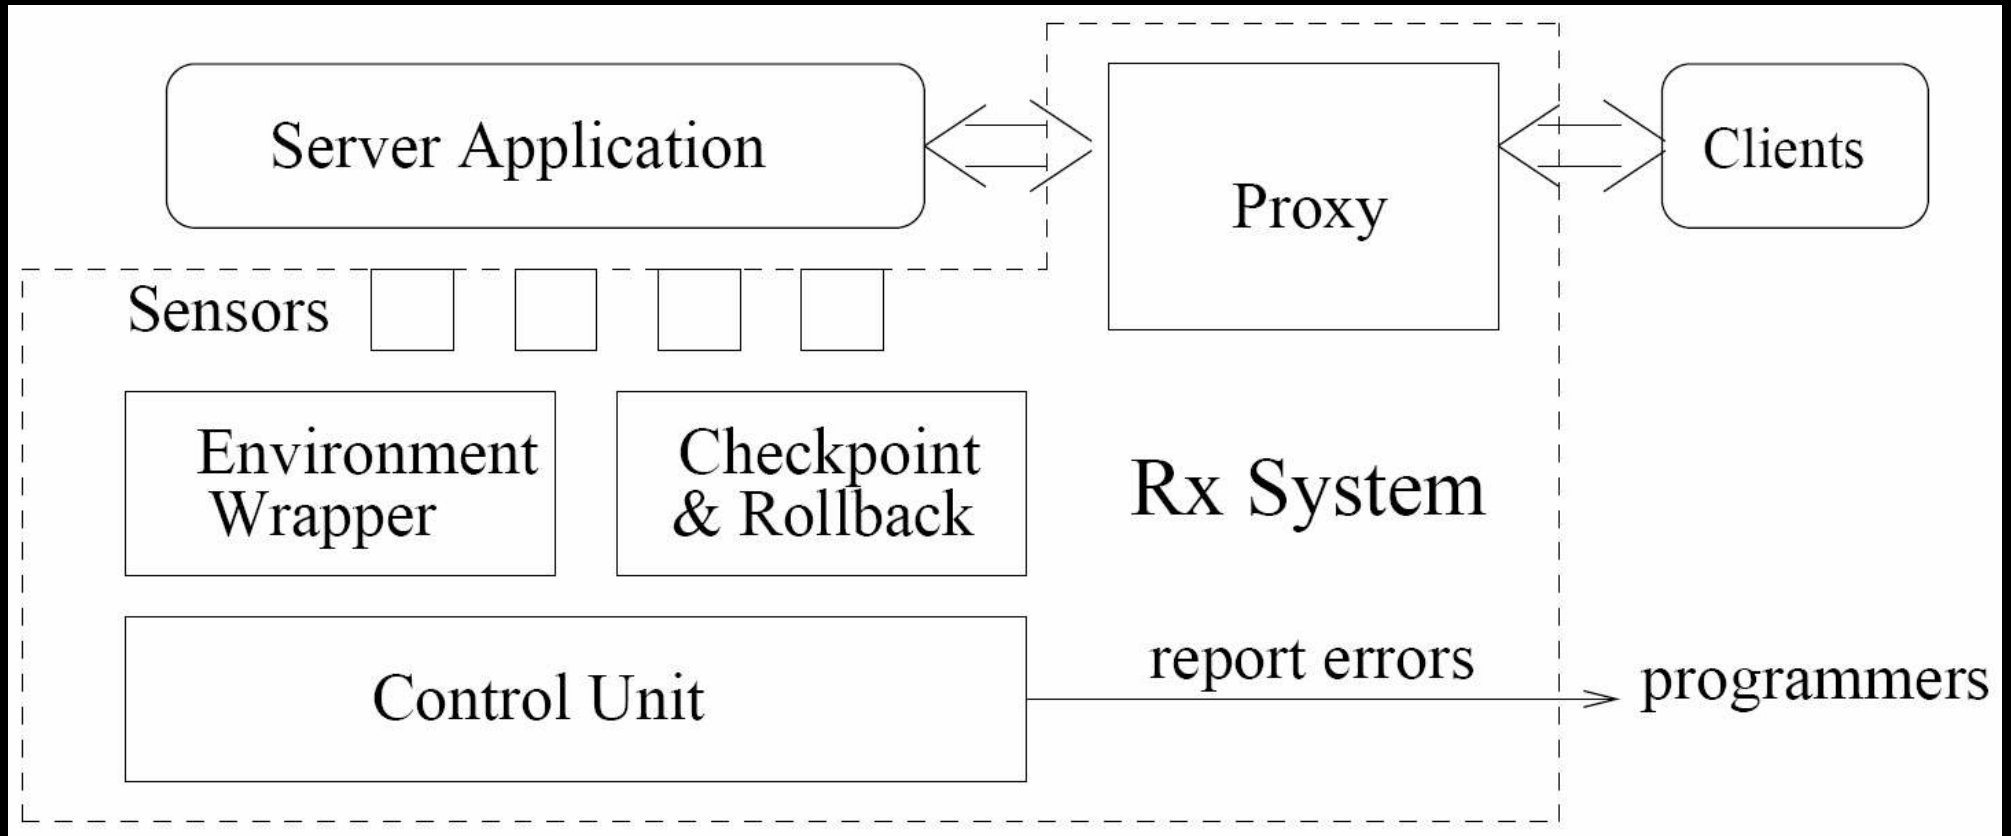 Server Application
Proxy
Clients
Sensors
Environment
Wrapper
Checkpoint
& Rollback
Rx System
Control Unit
report errors
programmers